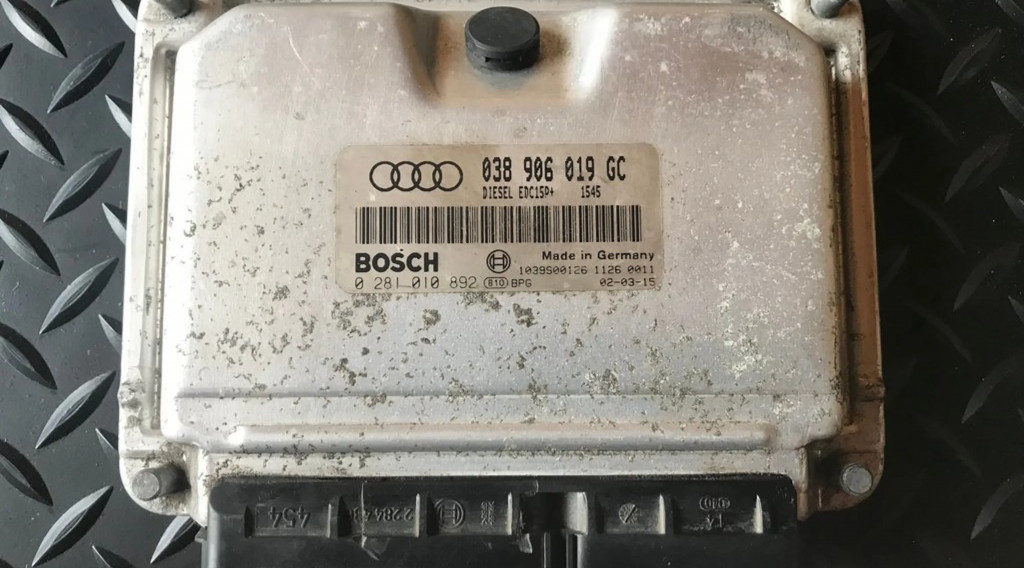 038 906 019 GC
DIESEL EDC15P+ 1545
BOSCH Made in Germany
1039S00126 1126 0011
0 281 010 892 810 BPG 02-03-15
454